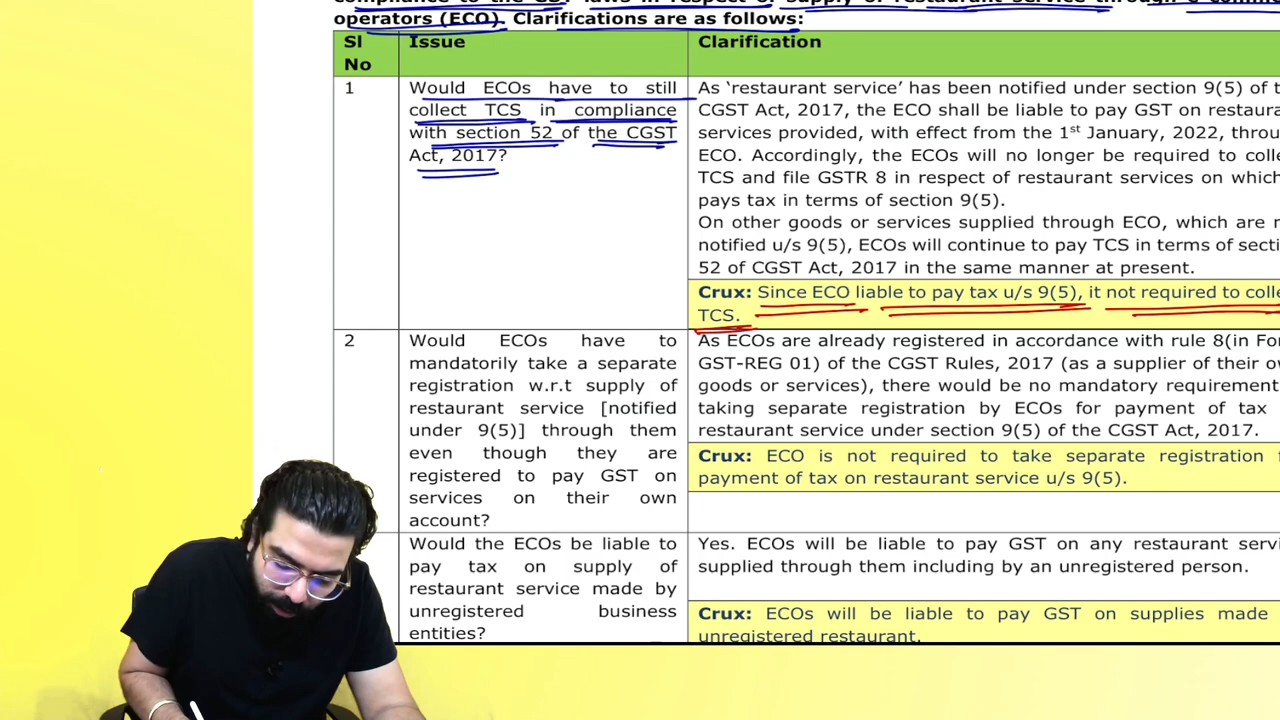 operators (ECO). Clarifications are as follows:
Sl No
Issue
Clarification
1
Would ECOs have to still
collect TCS in compliance
with section 52 of the CGST
Act, 2017?
As ‘restaurant service’ has been notified under section 9(5) of
CGST Act, 2017, the ECO shall be liable to pay GST on
services provided, with effect from the 1st January, 2022,
ECO. Accordingly, the ECOs will no longer be required to
TCS and file GSTR 8 in respect of restaurant services on which
pays tax in terms of section 9(5).
On other goods or services supplied through ECO, which are
notified u/s 9(5), ECOs will continue to pay TCS in terms of
52 of CGST Act, 2017 in the same manner at present.
Crux: Since ECO liable to pay tax u/s 9(5), it not required to
TCS.
2
Would ECOs have to
mandatorily take a separate
registration w.r.t supply of
restaurant service [notified
under 9(5)] through them
even though they are
registered to pay GST on
services on their own
account?
As ECOs are already registered in accordance with rule 8(in
GST-REG 01) of the CGST Rules, 2017 (as a supplier of their
goods or services), there would be no mandatory requirement
taking separate registration by ECOs for payment of tax
restaurant service under section 9(5) of the CGST Act, 2017.
Crux: ECO is not required to take separate registration
payment of tax on restaurant service u/s 9(5).
Would the ECOs be liable to
pay tax on supply of
restaurant service made by
unregistered business
entities?
Yes. ECOs will be liable to pay GST on any restaurant
supplied through them including by an unregistered person.
Crux: ECOs will be liable to pay GST on supplies made
unregistered restaurant.